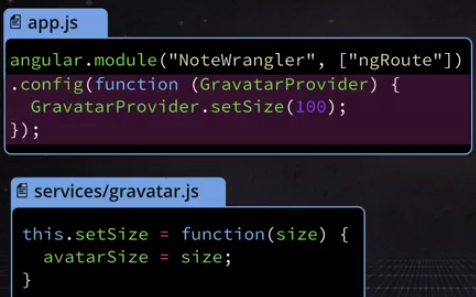 app.js
angular.module("NoteWrangler", ["ngRoute"])
.config(function (GravatarProvider) {
  GravatarProvider.setSize(100);
});
services/gravatar.js
this.setSize = function(size) {
  avatarSize = size;
}